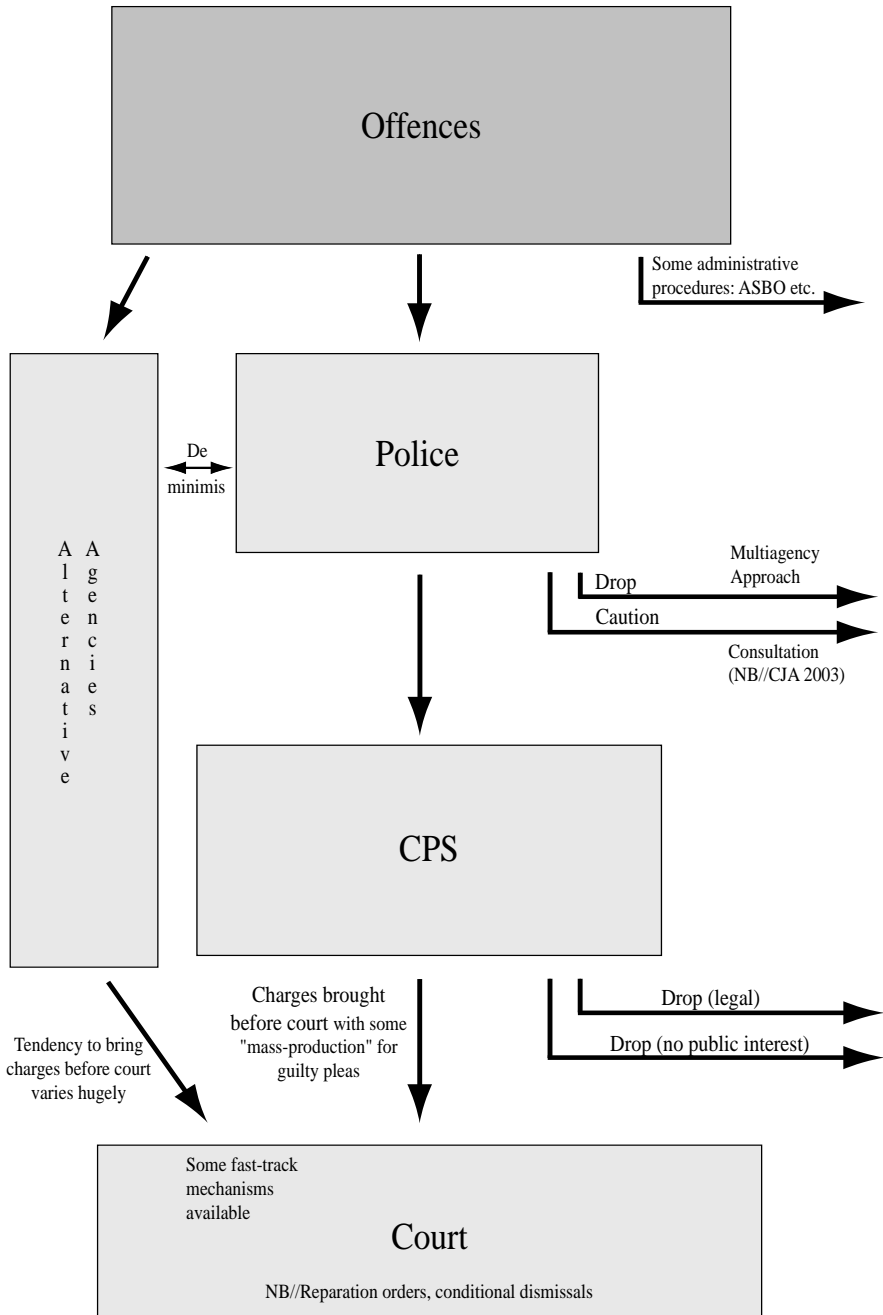 Offences
Some administrative
procedures: ASBO etc.
De
minimis
Police
Alternative
Agencies
Drop
Multiagency
Approach
Caution
Consultation
(NB//CJA 2003)
CPS
Tendency to bring
charges before court
varies hugely
Charges brought
before court with some
"mass-production" for
guilty pleas
Drop (legal)
Drop (no public interest)
Some fast-track
mechanisms
available
Court
NB//Reparation orders, conditional dismissals